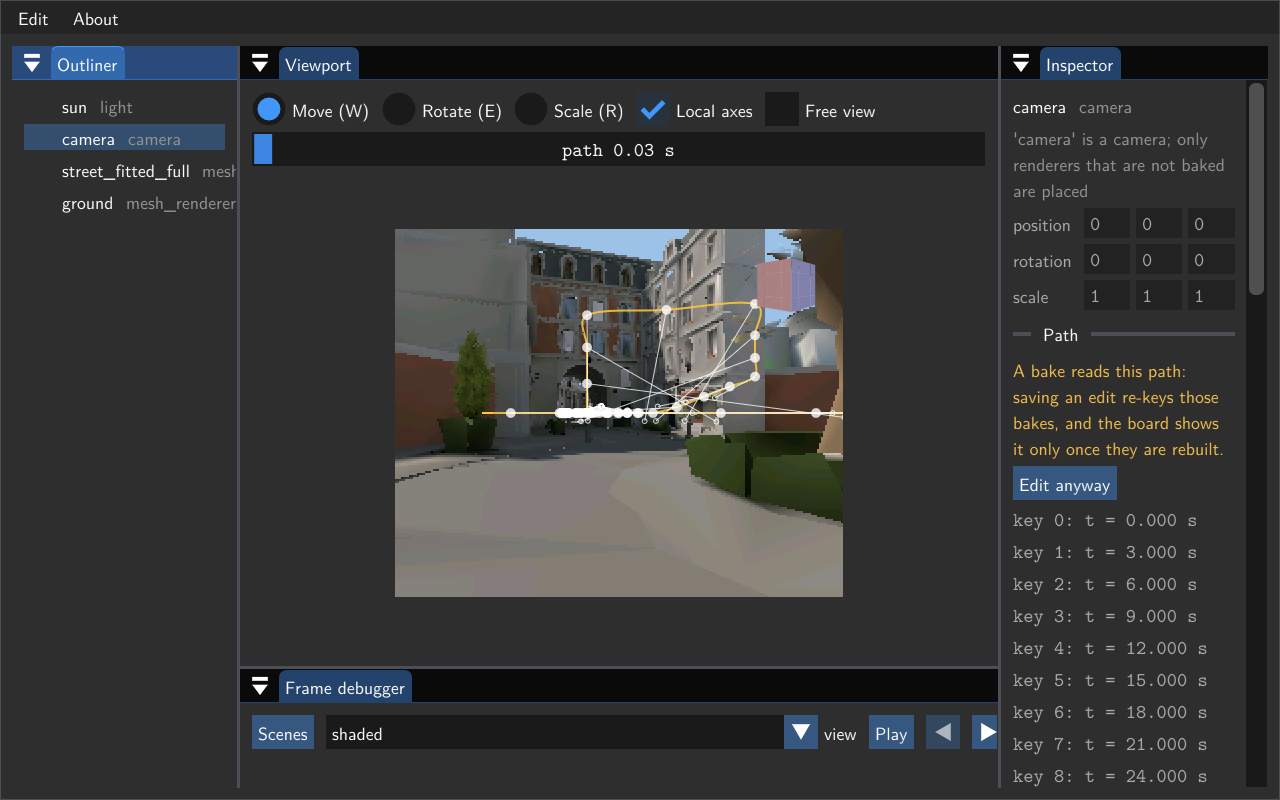 Edit About
Outliner
sun light
camera camera
street_fitted_full mesh
ground mesh_renderer
Viewport
Move (W) Rotate (E) Scale (R) Local axes Free view
path 0.03 s
Frame debugger
Scenes shaded view Play
Inspector
camera camera
'camera' is a camera; only
renderers that are not baked
are placed
position 0 0 0
rotation 0 0 0
scale 1 1 1
Path
A bake reads this path:
saving an edit re-keys those
bakes, and the board shows
it only once they are rebuilt.
Edit anyway
key 0: t = 0.000 s
key 1: t = 3.000 s
key 2: t = 6.000 s
key 3: t = 9.000 s
key 4: t = 12.000 s
key 5: t = 15.000 s
key 6: t = 18.000 s
key 7: t = 21.000 s
key 8: t = 24.000 s